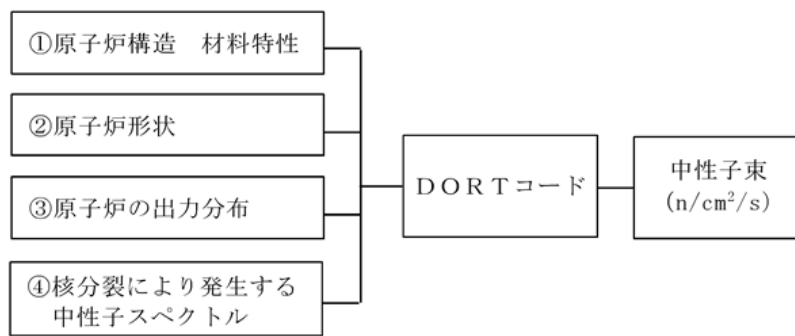 ①原子炉構造　材料特性
②原子炉形状
③原子炉の出力分布
④核分裂により発生する
中性子スペクトル
ＤＯＲＴコード
中性子束
(n/cm²/s)